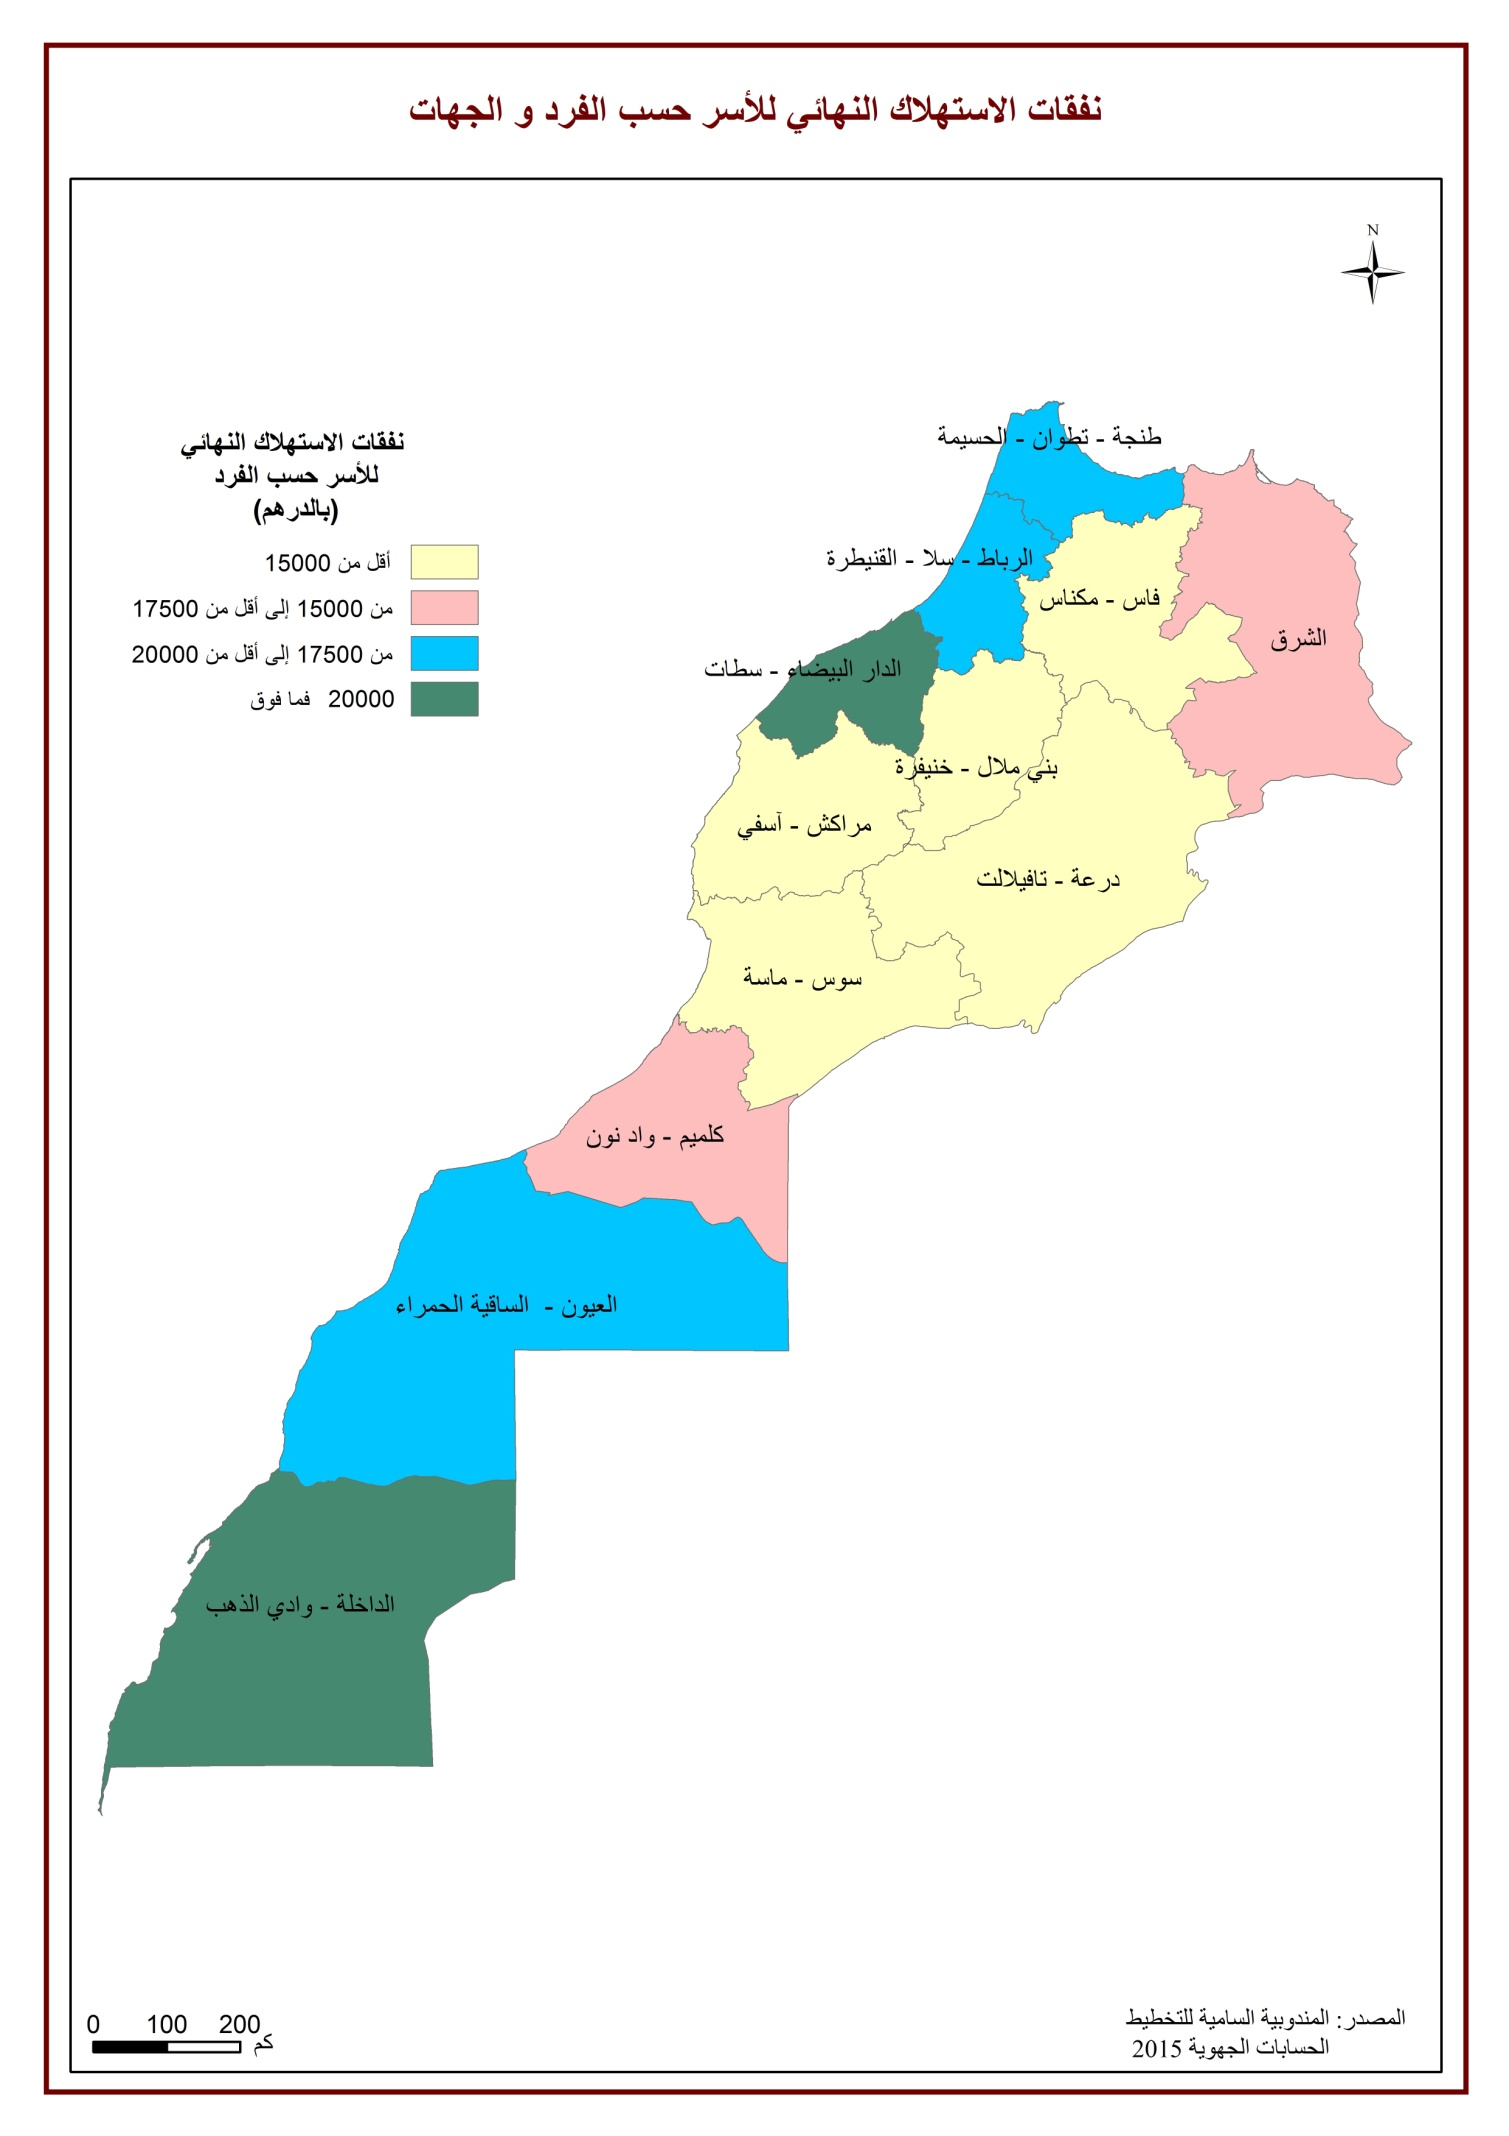 نفقات الاستهلاك النهائي للأسر حسب الفرد و الجهات
N
نفقات الاستهلاك النهائي
للأسر حسب الفرد
(بالدرهم)
أقل من 15000
من 15000 إلى أقل من 17500
من 17500 إلى أقل من 20000
20000 فما فوق
طنجة - تطوان - الحسيمة
الرباط - سلا - القنيطرة
فاس - مكناس
الشرق
الدار البيضاء - سطات
بني ملال - خنيفرة
مراكش - آسفي
درعة - تافيلالت
سوس - ماسة
كلميم - واد نون
العيون - الساقية الحمراء
الداخلة - وادي الذهب
0 100 200
كم
المصدر: المندوبية السامية للتخطيط
الحسابات الجهوية 2015